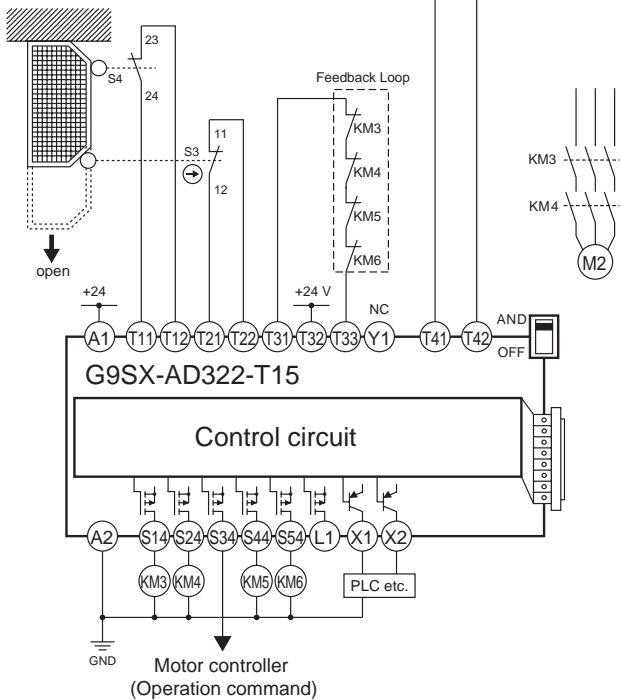 23
S4
24
Feedback Loop
11
S3
12
KM3
KM4
KM5
KM6
KM3
KM4
M2
open
+24
+24 V
NC
AND
OFF
A1 T11 T12 T21 T22 T31 T32 T33 Y1 T41 T42
G9SX-AD322-T15
Control circuit
A2 S14 S24 S34 S44 S54 L1 X1 X2
KM3 KM4 KM5 KM6 PLC etc.
GND
Motor controller
(Operation command)